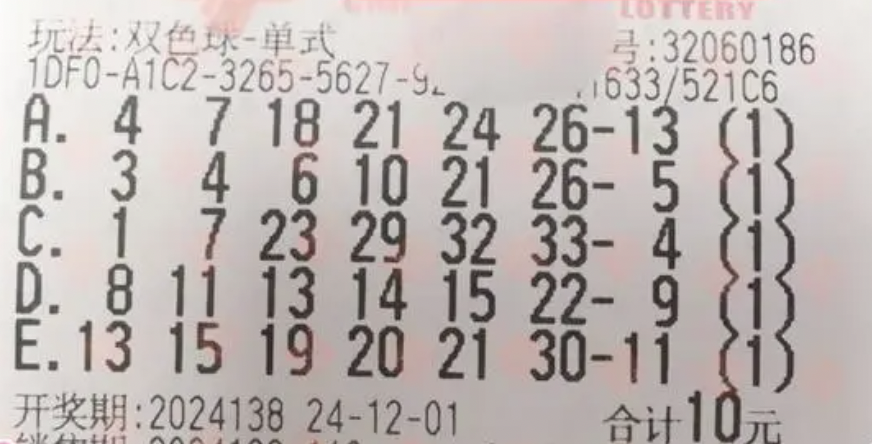 LOTTERY
玩法:双色球-单式 号:32060186
1DF0-A1C2-3265-5627-9 1633/521C6
A. 4 7 18 21 24 26-13 (1)
B. 3 4 6 10 21 26- 5 (1)
C. 1 7 23 29 32 33- 4 (1)
D. 8 11 13 14 15 22- 9 (1)
E. 13 15 19 20 21 30-11 (1)
开奖期:2024138 24-12-01 合计10元